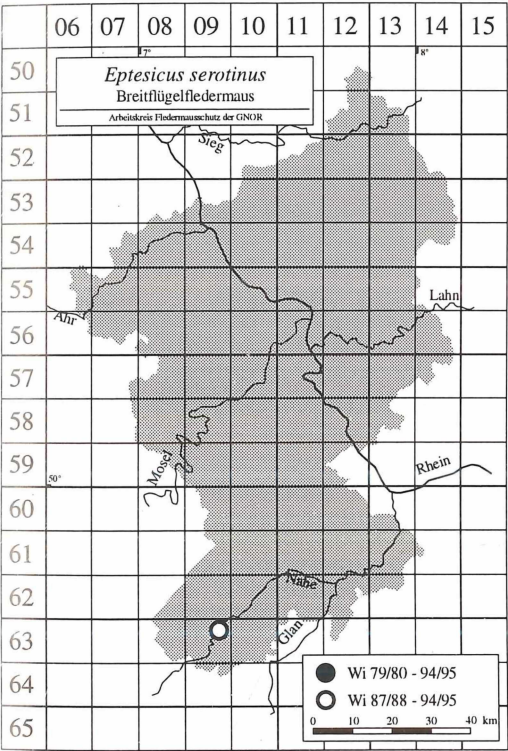 06 07 08 09 10 11 12 13 14 15
7° 8°
Eptesicus serotinus
Breitflügelfledermaus
Arbeitskreis Fledermausschutz der GNOR
50
51
Sieg
52
53
54
55
Lahn
Ahr
56
57
58
59
Mosel
Rhein
50°
60
61
Nahe
62
Glan
63
64
65
Wi 79/80 - 94/95
Wi 87/88 - 94/95
0 10 20 30 40 km